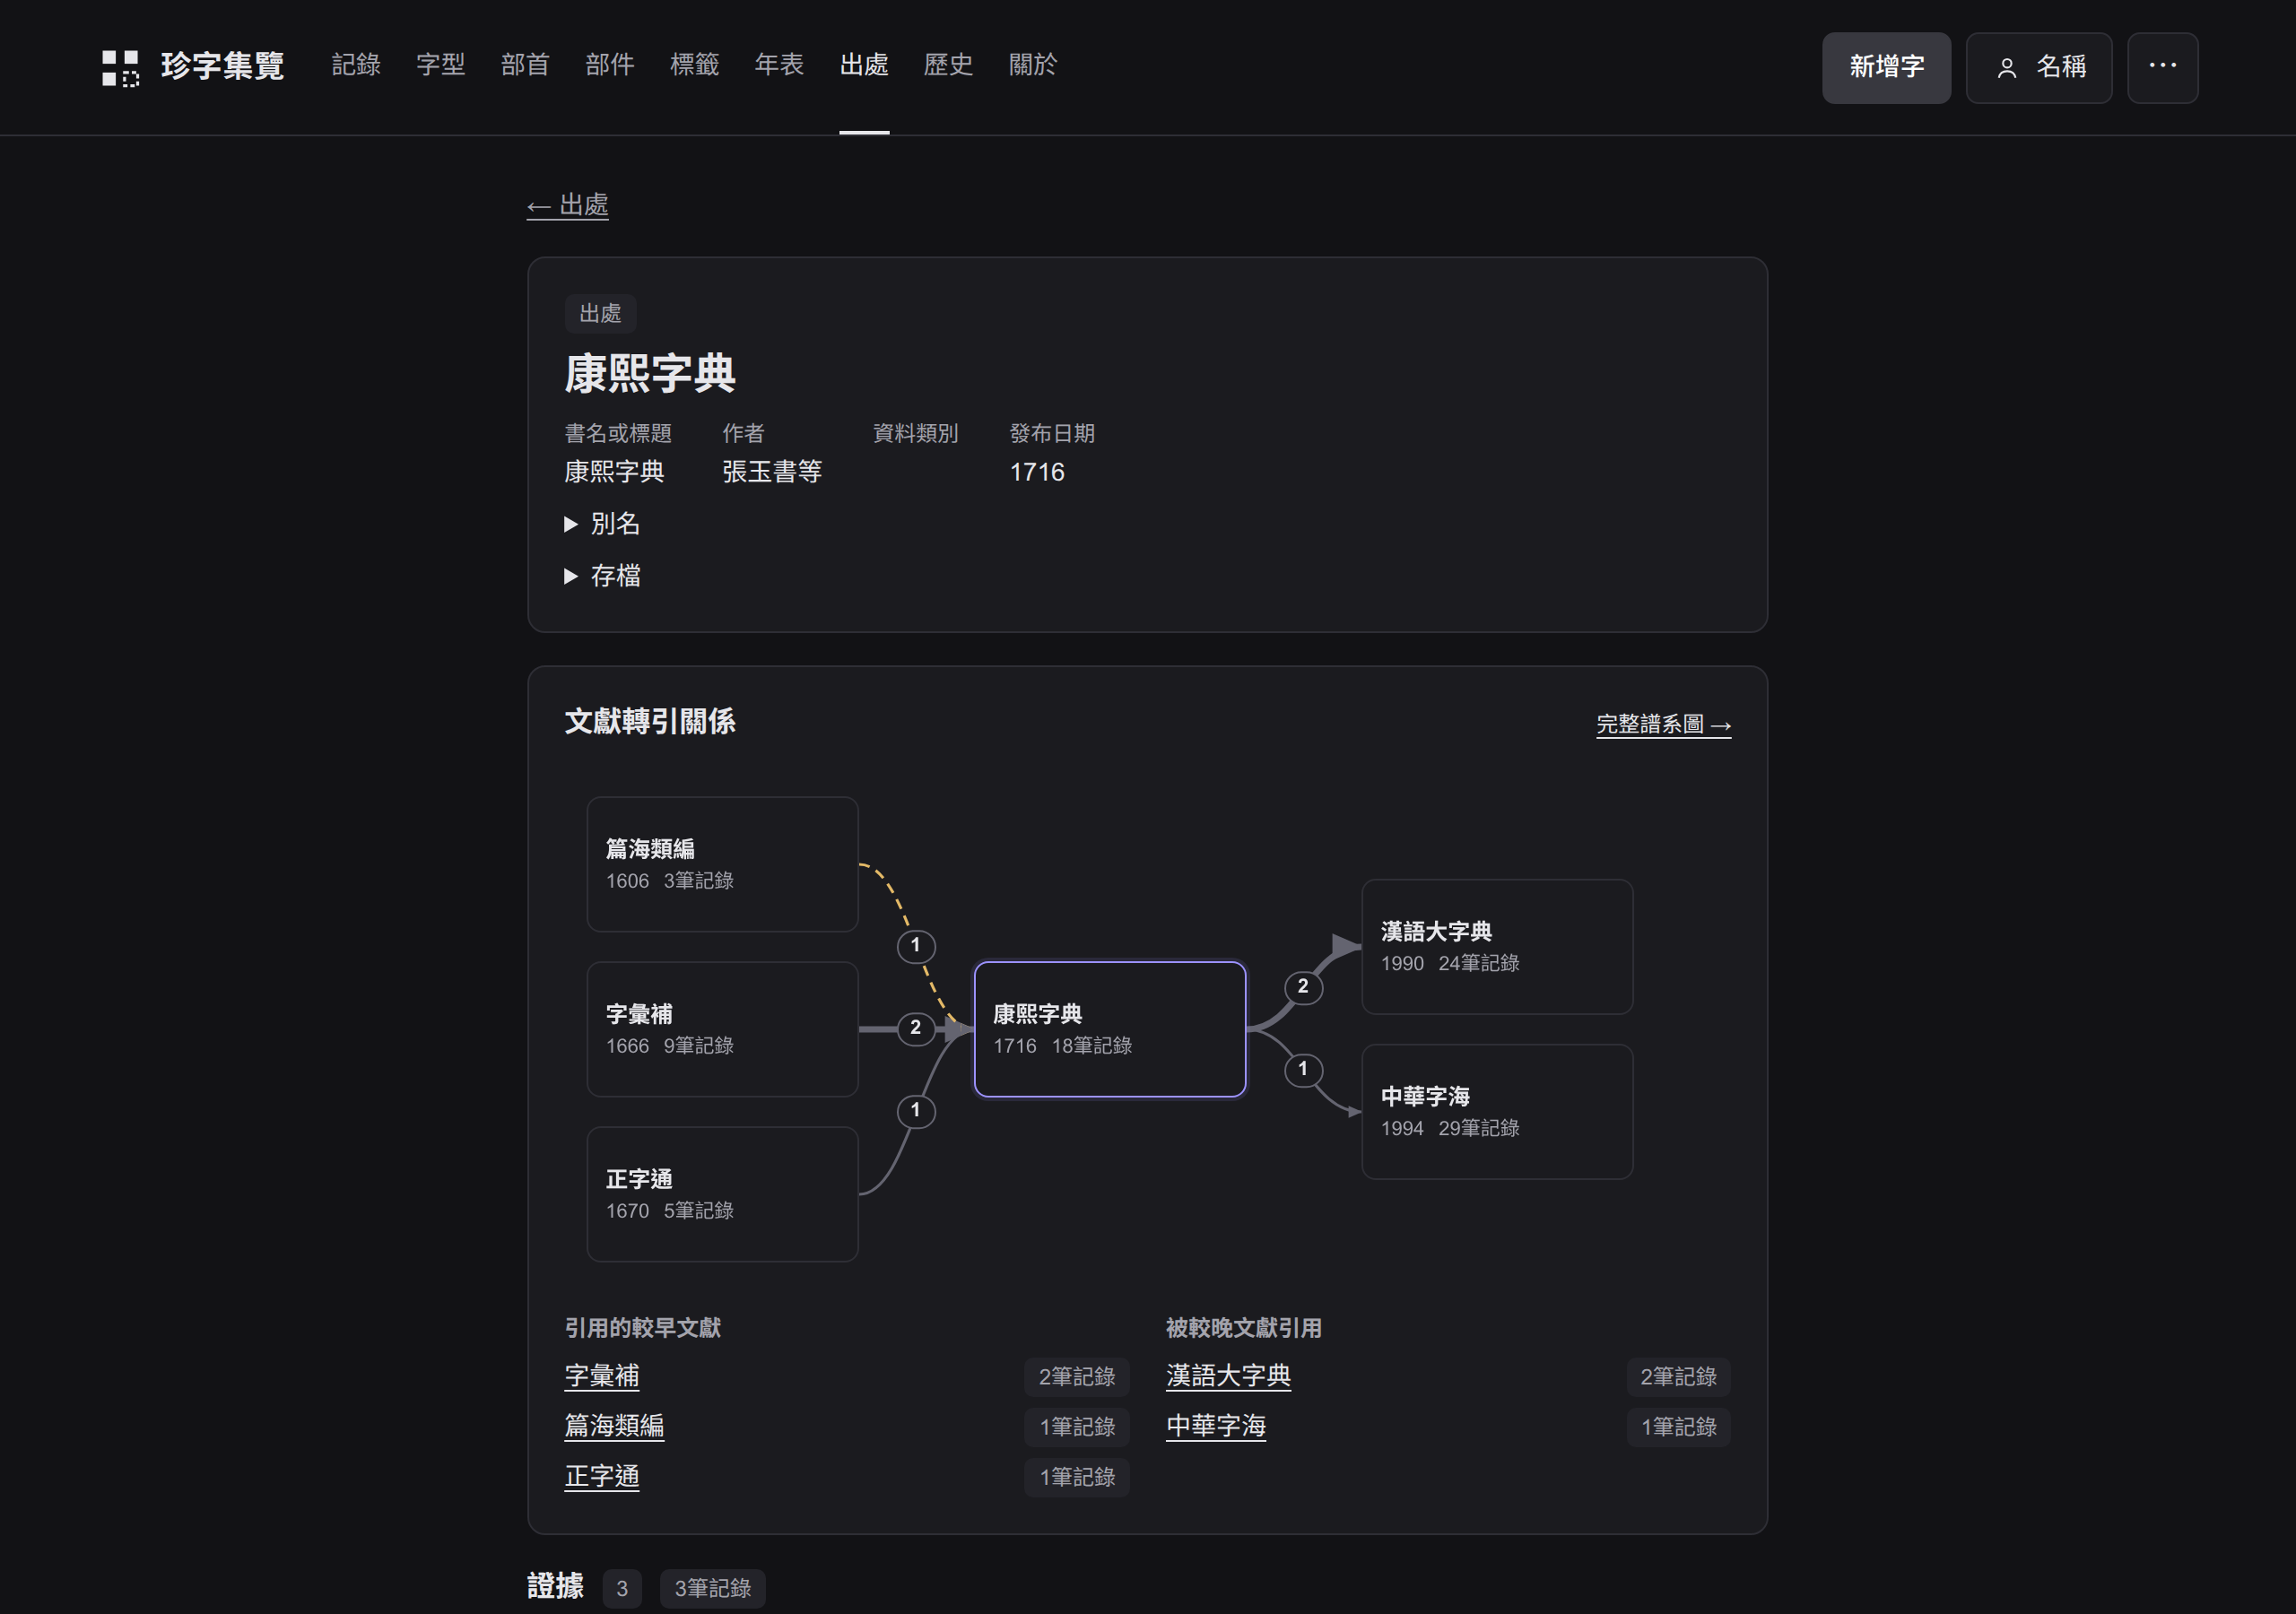 珍字集覽 記錄 字型 部首 部件 標籤 年表 出處 歷史 關於 新增字 名稱 ···
← 出處
出處
康熙字典
書名或標題 作者 資料類別 發布日期
康熙字典 張玉書等 1716
▶ 別名
▶ 存檔
文獻轉引關係 完整譜系圖 →
篇海類編
1606 3筆記錄
1
字彙補
1666 9筆記錄
2
正字通
1670 5筆記錄
1
康熙字典
1716 18筆記錄
2
漢語大字典
1990 24筆記錄
1
中華字海
1994 29筆記錄
引用的較早文獻
字彙補 2筆記錄
篇海類編 1筆記錄
正字通 1筆記錄
被較晚文獻引用
漢語大字典 2筆記錄
中華字海 1筆記錄
證據 3 3筆記錄